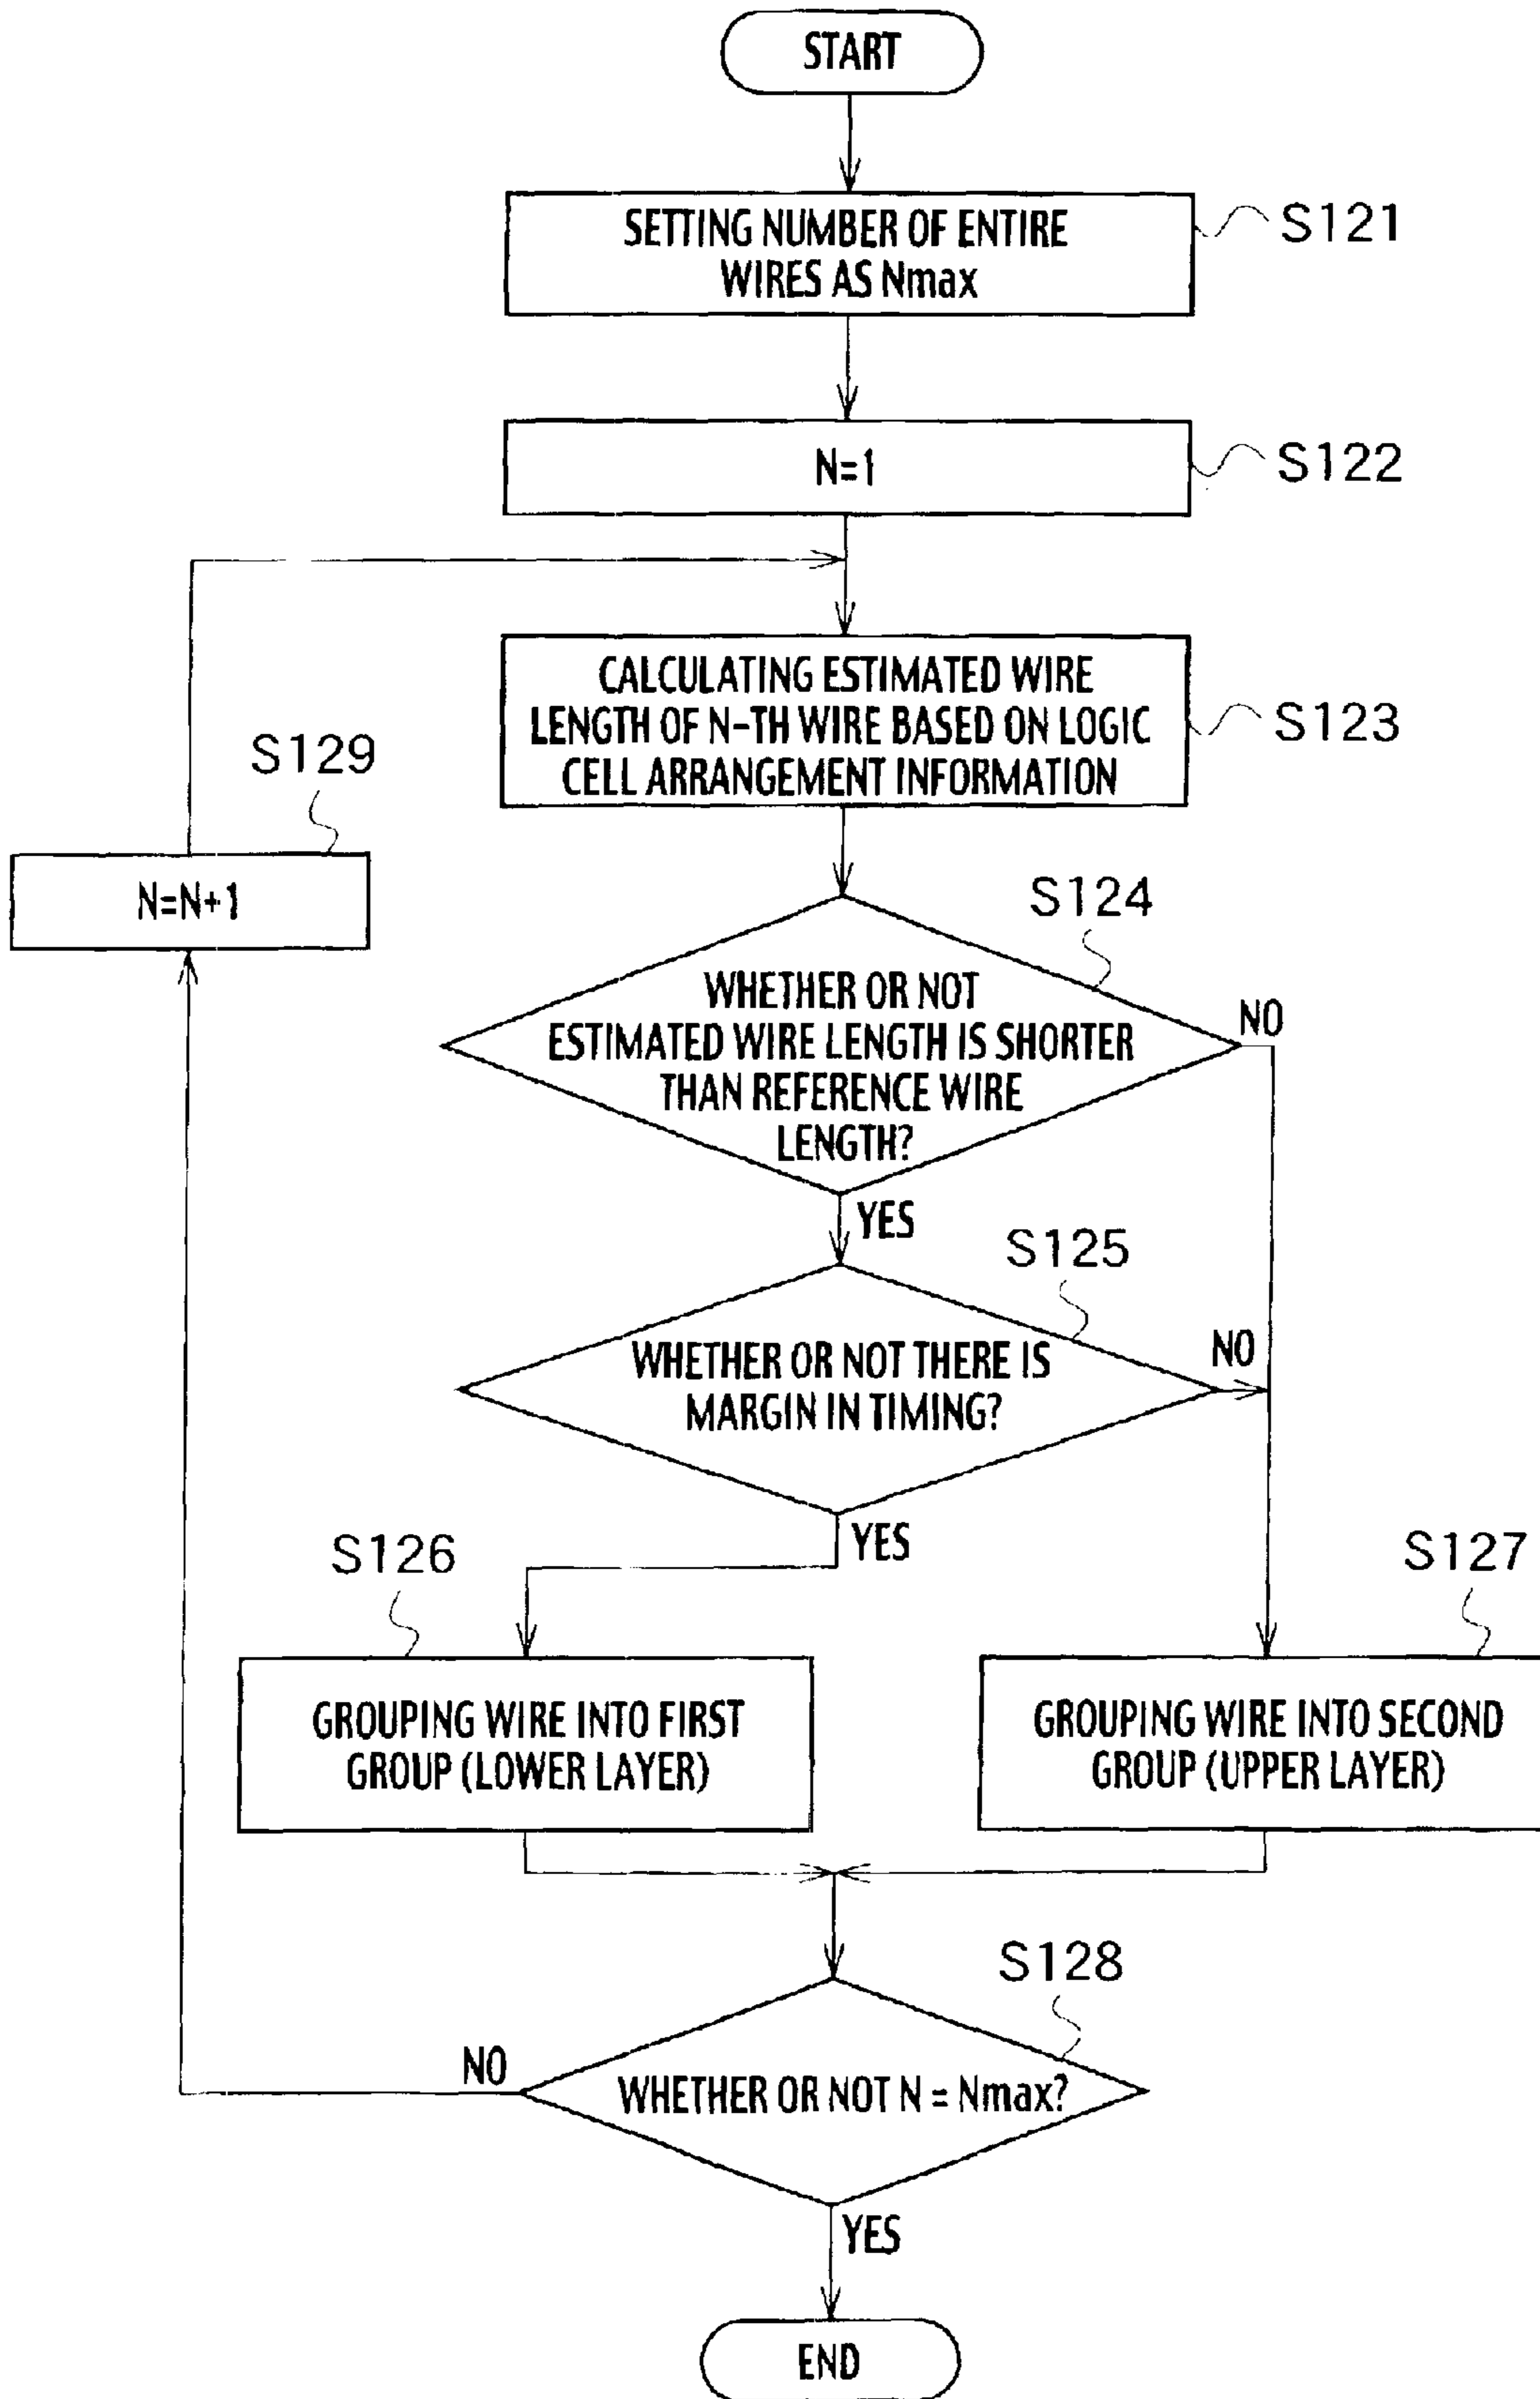 START
SETTING NUMBER OF ENTIRE
WIRES AS Nmax
S121
N=1
S122
CALCULATING ESTIMATED WIRE
LENGTH OF N-TH WIRE BASED ON LOGIC
CELL ARRANGEMENT INFORMATION
S123
S129
N=N+1
S124
WHETHER OR NOT
ESTIMATED WIRE LENGTH IS SHORTER
THAN REFERENCE WIRE
LENGTH?
NO
YES
S125
WHETHER OR NOT THERE IS
MARGIN IN TIMING?
NO
YES
S126
GROUPING WIRE INTO FIRST
GROUP (LOWER LAYER)
S127
GROUPING WIRE INTO SECOND
GROUP (UPPER LAYER)
S128
WHETHER OR NOT N = Nmax?
NO
YES
END